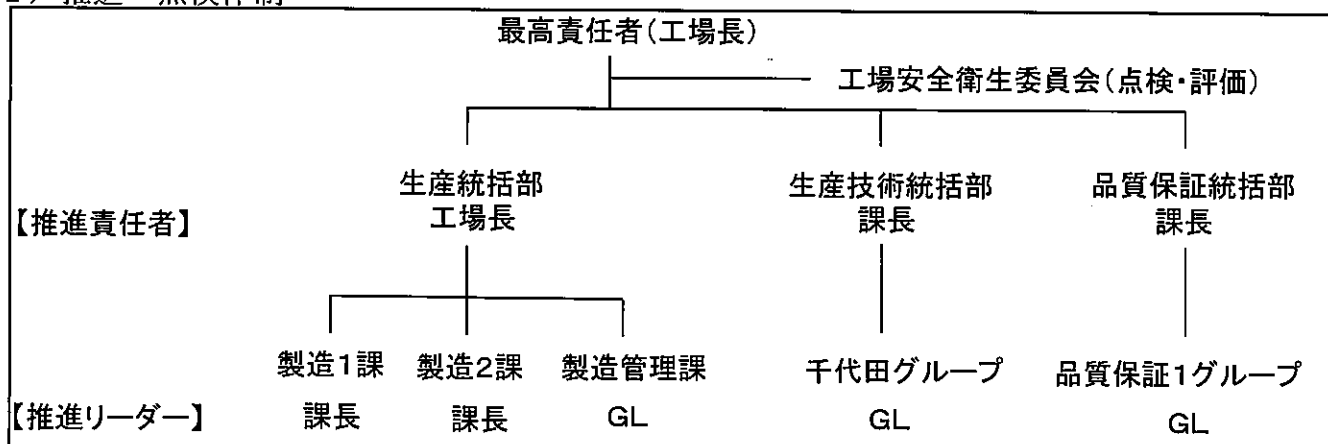 最高責任者(工場長)
工場安全衛生委員会(点検・評価)
生産統括部 生産技術統括部 品質保証統括部
【推進責任者】 工場長 課長 課長
製造1課 製造2課 製造管理課 千代田グループ 品質保証1グループ
【推進リーダー】 課長 課長 GL GL GL